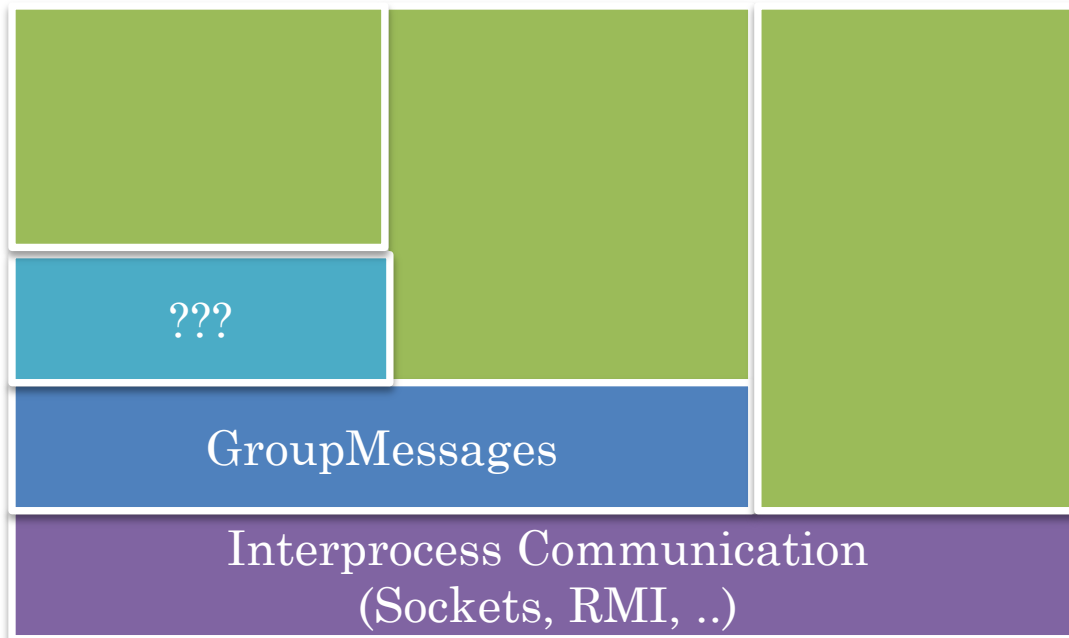 ???
GroupMessages
Interprocess Communication
(Sockets, RMI, ..)